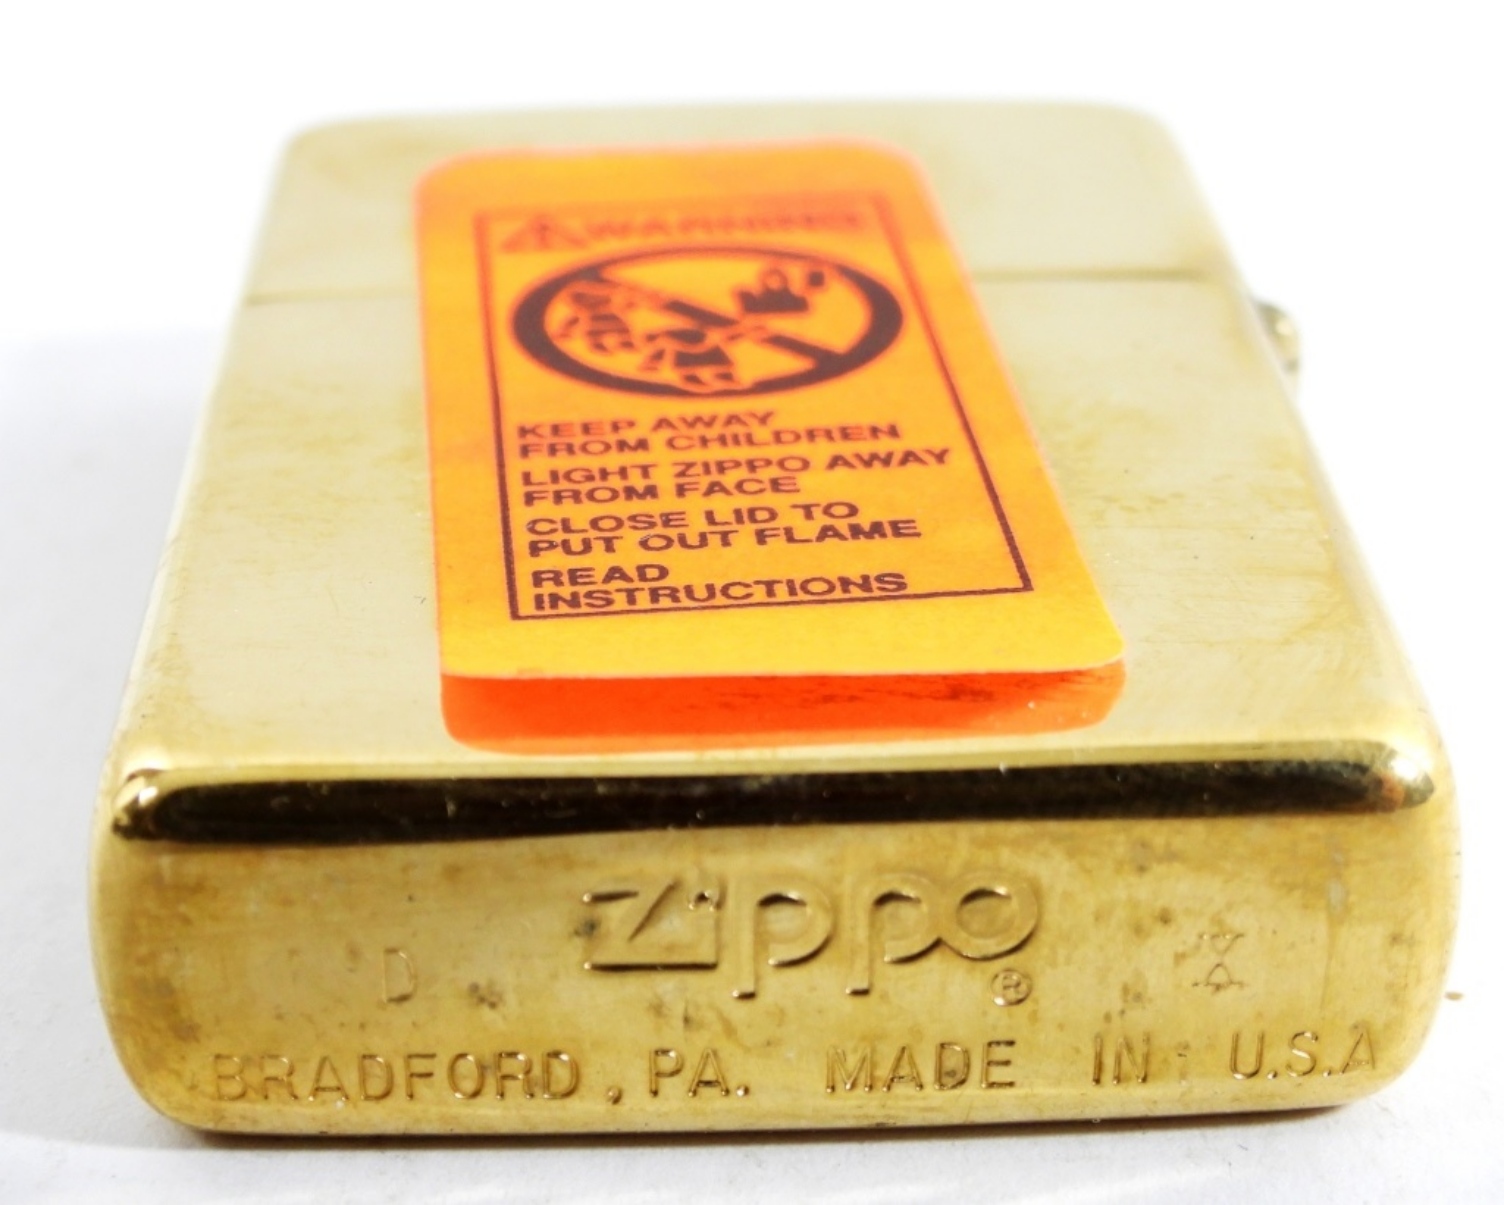 WARNING
KEEP AWAY
FROM CHILDREN
LIGHT ZIPPO AWAY
FROM FACE
CLOSE LID TO
PUT OUT FLAME
READ
INSTRUCTIONS
D Zippo® X
BRADFORD, PA. MADE IN U.S.A